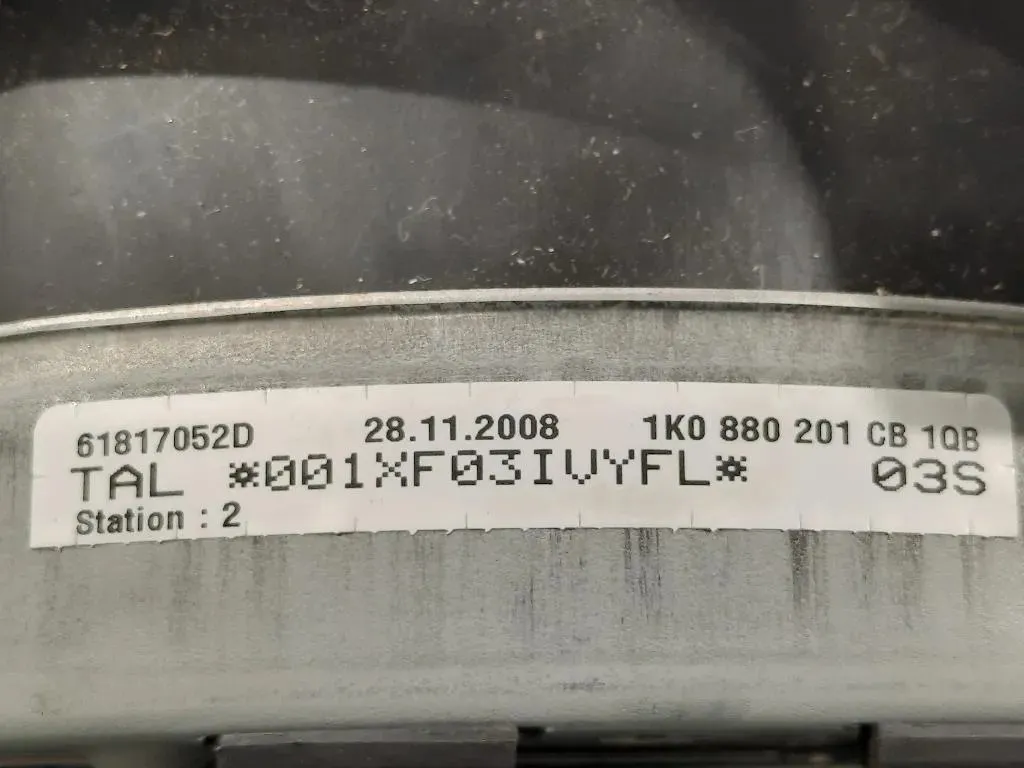 61817052D 28.11.2008 1K0 880 201 CB 1QB
TAL *001XF03IVYFL* 03S
Station : 2